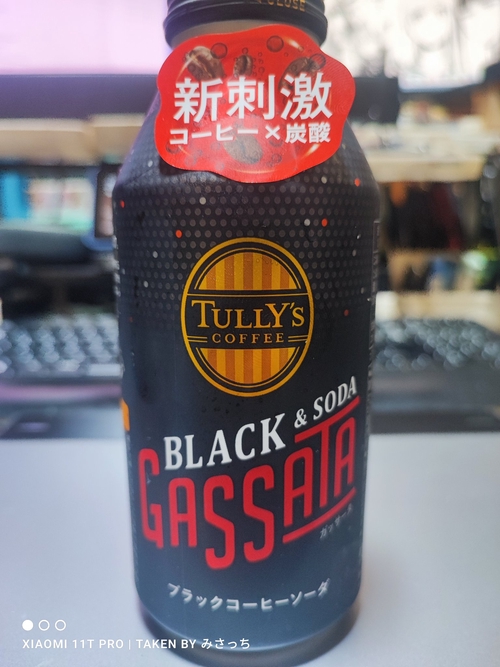 CLOSE
新刺激
コーヒー×炭酸
TULLY'S
COFFEE
BLACK & SODA
GASSATA
ガッサータ
ブラックコーヒーソーダ
XIAOMI 11T PRO | TAKEN BY みさっち